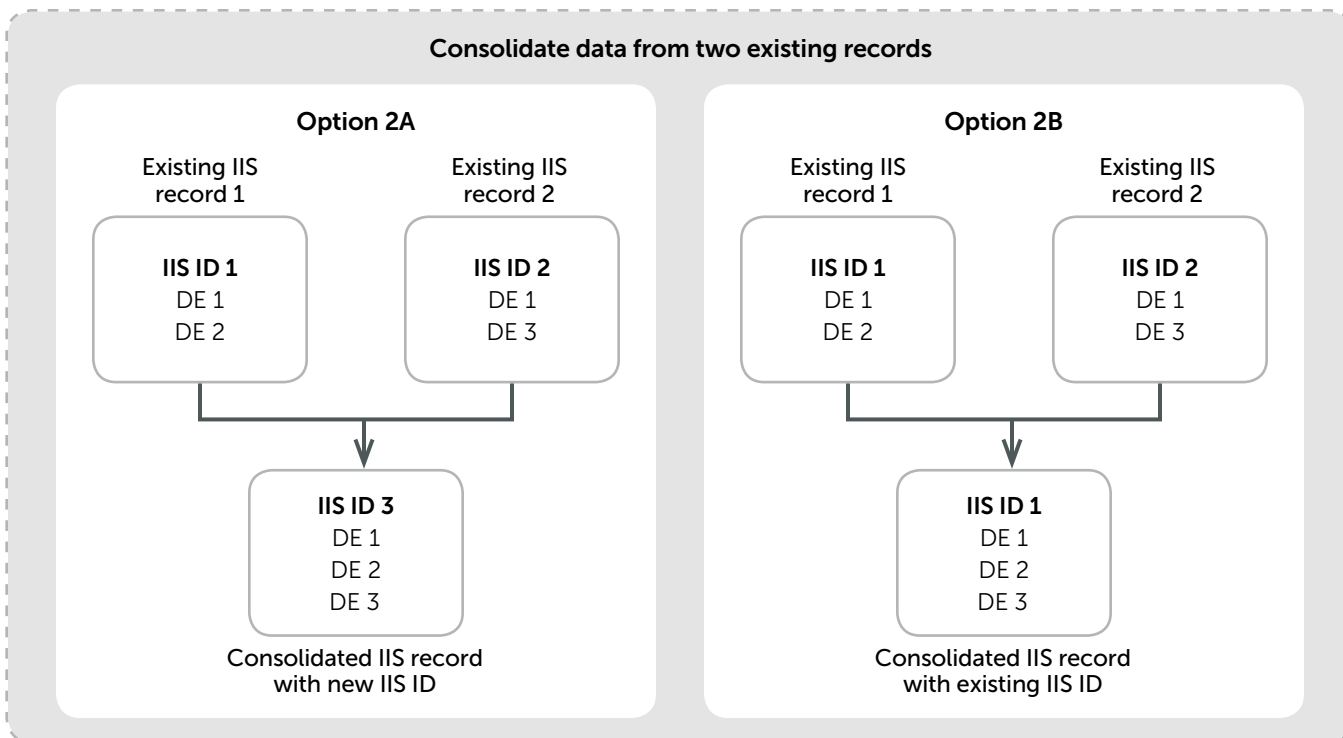 Consolidate data from two existing records
Option 2A
Existing IIS
record 1
Existing IIS
record 2
IIS ID 1
DE 1
DE 2
IIS ID 2
DE 1
DE 3
IIS ID 3
DE 1
DE 2
DE 3
Consolidated IIS record
with new IIS ID
Option 2B
Existing IIS
record 1
Existing IIS
record 2
IIS ID 1
DE 1
DE 2
IIS ID 2
DE 1
DE 3
IIS ID 1
DE 1
DE 2
DE 3
Consolidated IIS record
with existing IIS ID